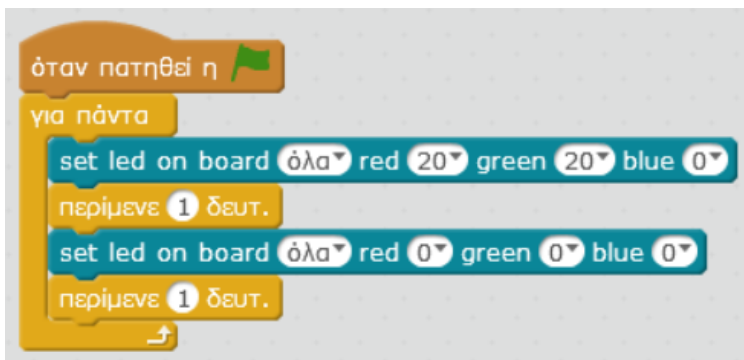 όταν πατηθεί η
για πάντα
set led on board όλα red 20 green 20 blue 0
περίμενε 1 δευτ.
set led on board όλα red 0 green 0 blue 0
περίμενε 1 δευτ.